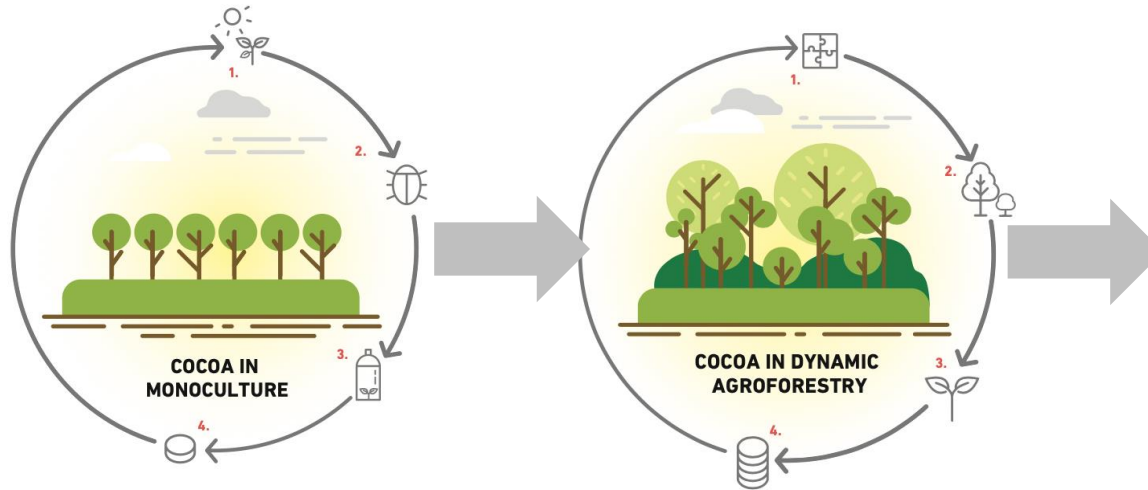 1.
2.
3.
4.
COCOA IN
MONOCULTURE
1.
2.
3.
4.
COCOA IN DYNAMIC
AGROFORESTRY